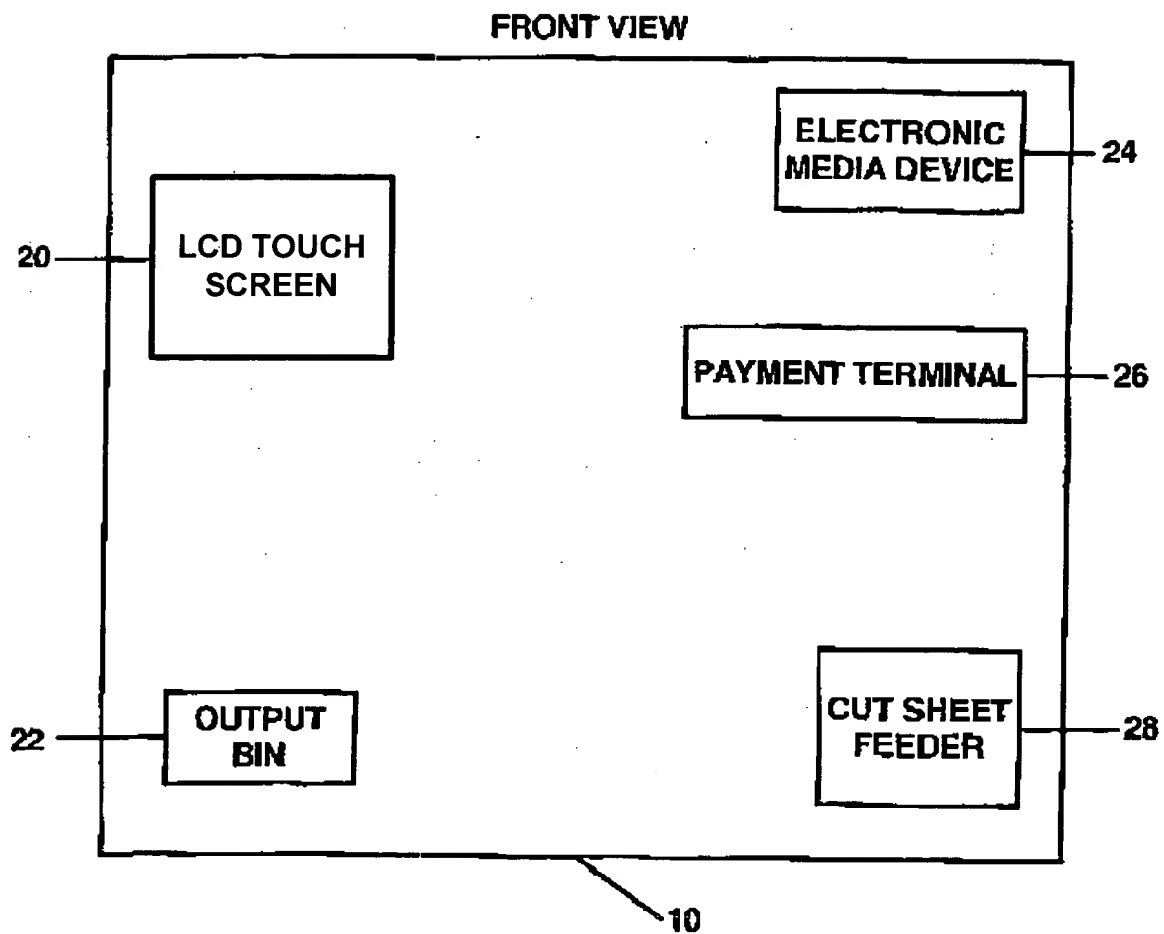 FRONT VIEW
ELECTRONIC
MEDIA DEVICE
24
LCD TOUCH
SCREEN
20
PAYMENT TERMINAL
26
OUTPUT
BIN
22
CUT SHEET
FEEDER
28
10